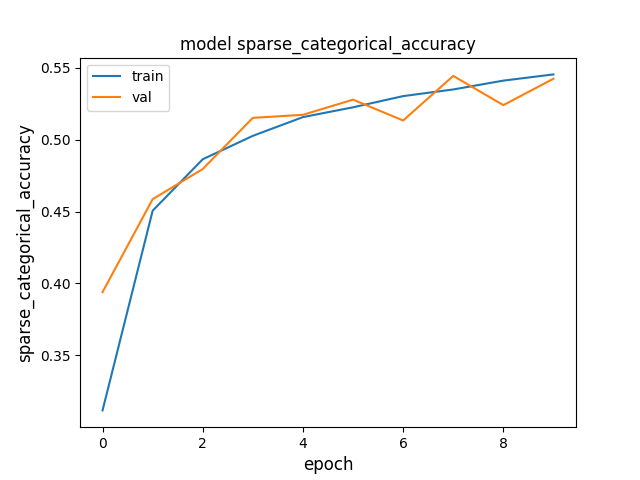 model sparse_categorical_accuracy
train
val
0.55
0.50
0.45
0.40
0.35
sparse_categorical_accuracy
0 2 4 6 8
epoch